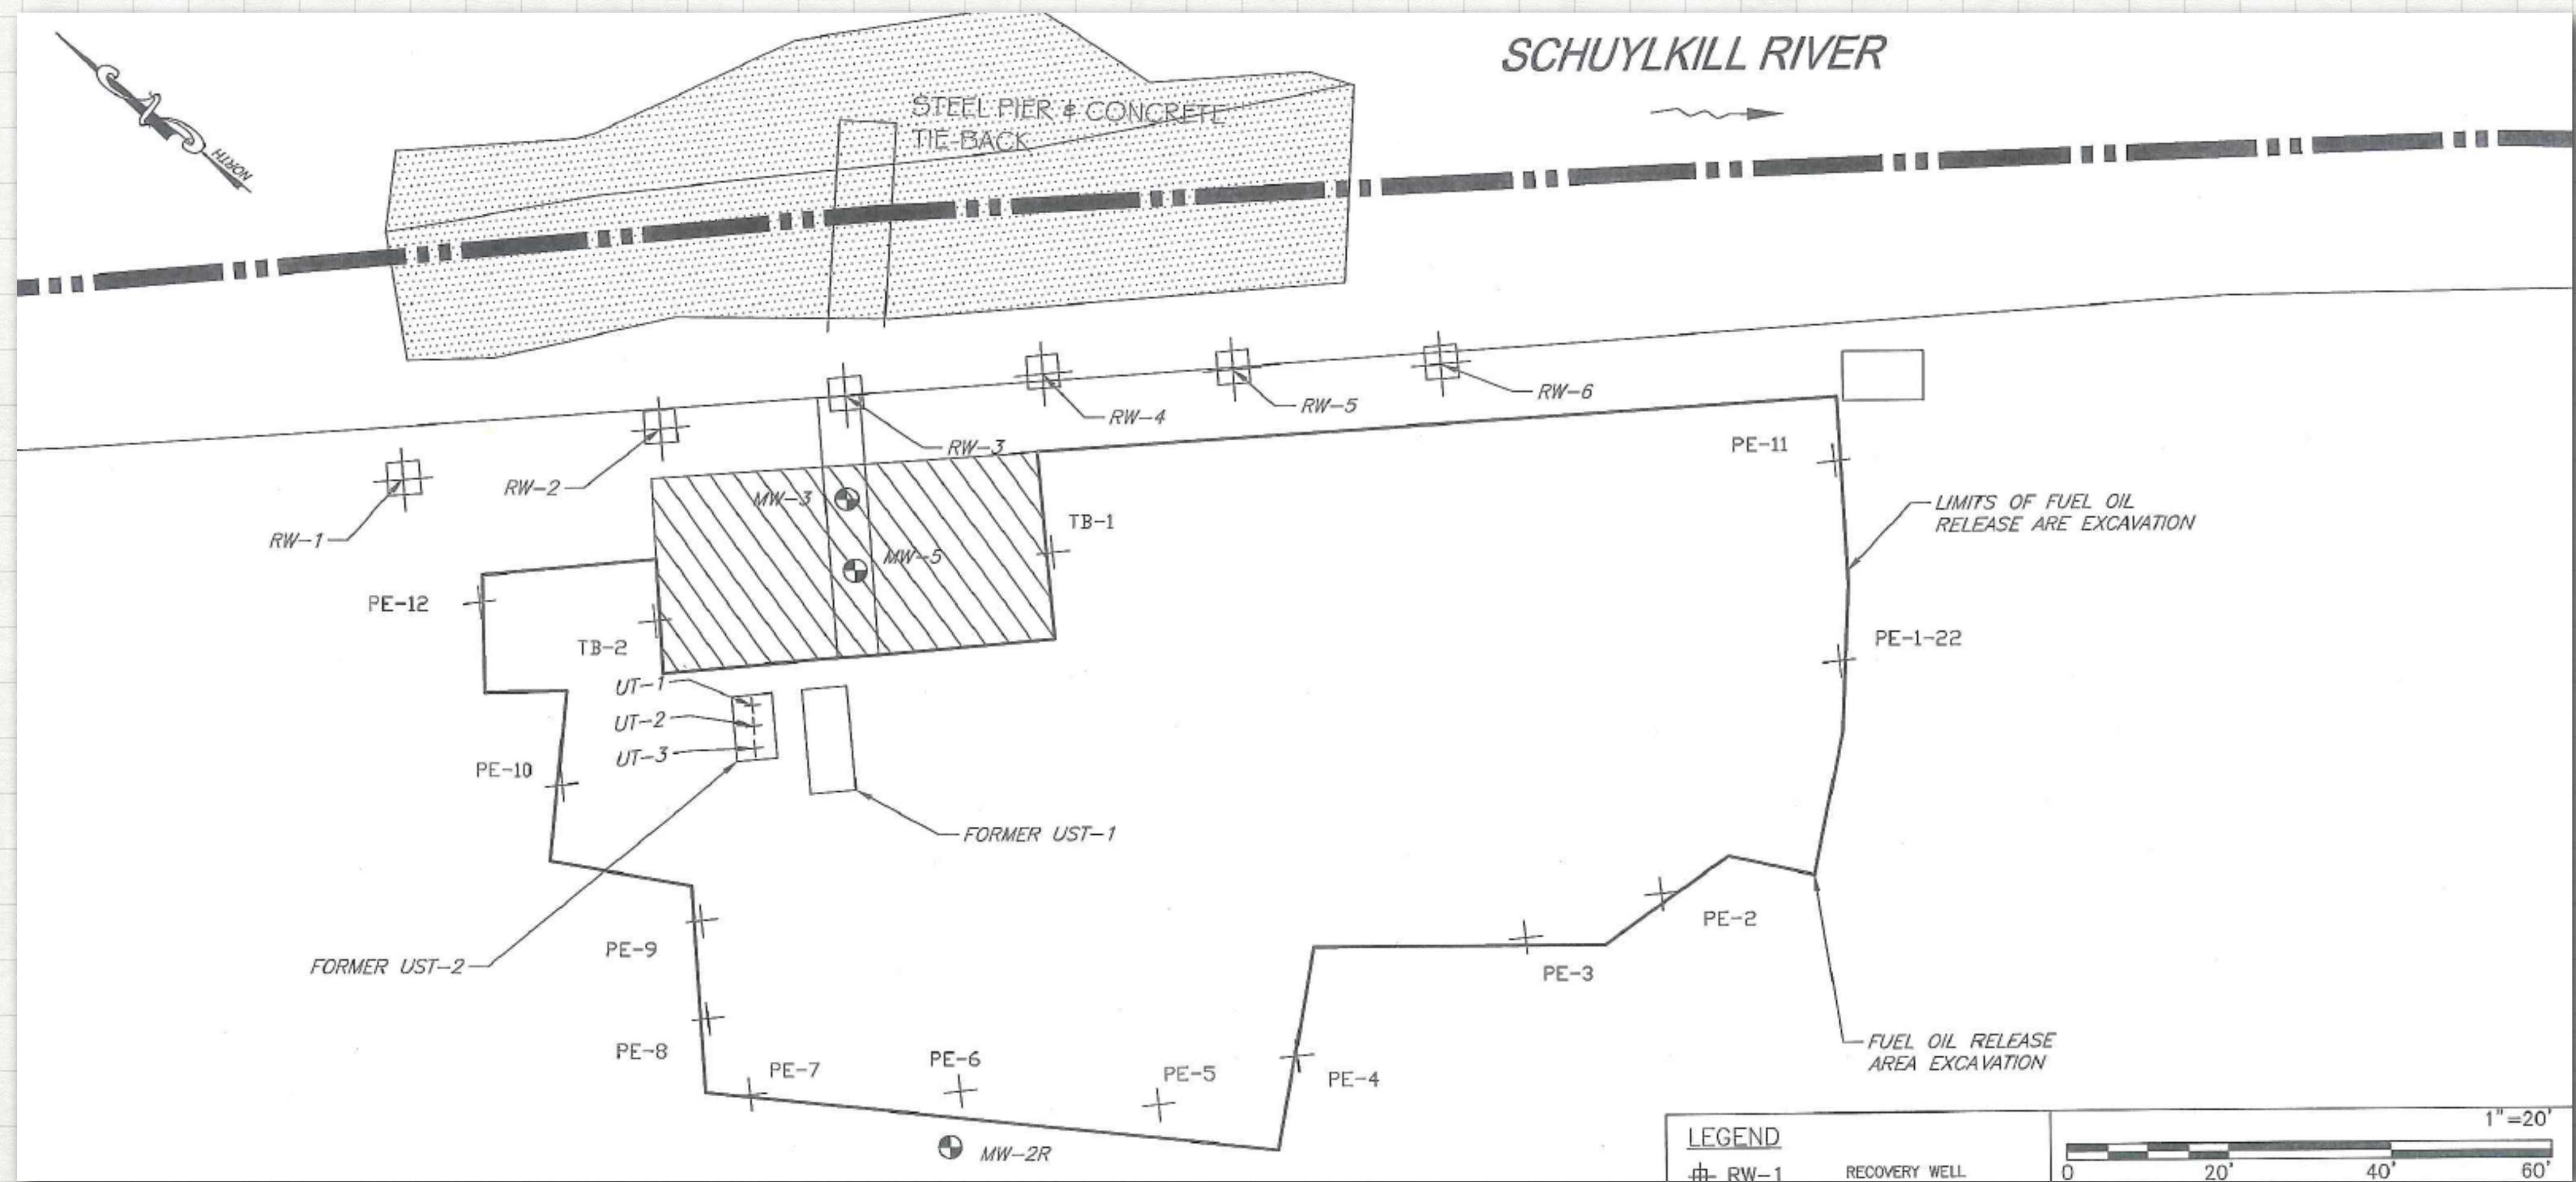 SCHUYLKILL RIVER
NORTH
STEEL PIER & CONCRETE
TIE-BACK
RW-1
RW-2
RW-3
RW-4
RW-5
RW-6
MW-3
MW-5
TB-1
TB-2
PE-11
LIMITS OF FUEL OIL
RELEASE ARE EXCAVATION
PE-12
PE-1-22
UT-1
UT-2
UT-3
PE-10
FORMER UST-1
FORMER UST-2
PE-9
PE-2
PE-3
PE-8
PE-7
PE-6
PE-5
PE-4
FUEL OIL RELEASE
AREA EXCAVATION
MW-2R
LEGEND
RW-1 RECOVERY WELL
1"=20'
0 20' 40' 60'